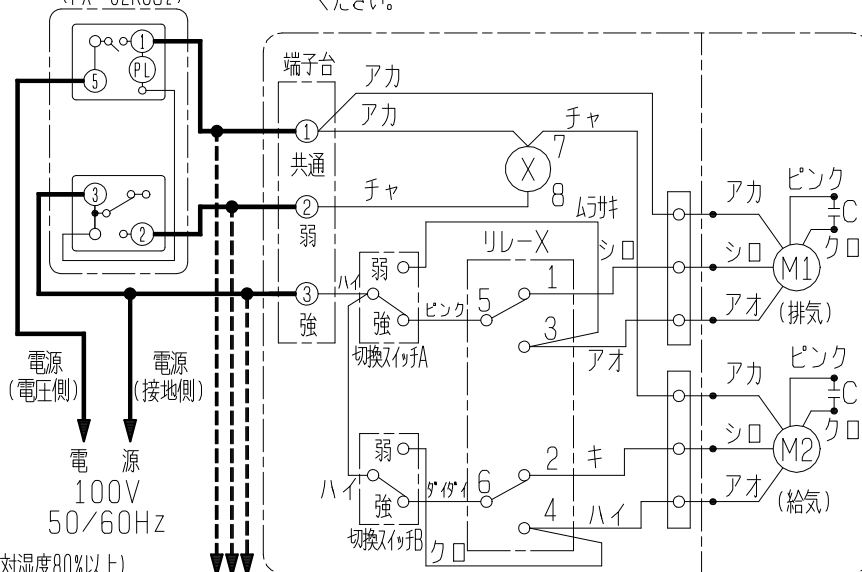 ください。
端子台
アカ
アカ
チャ
1
PL
5
1
共通
X
7
8
チャ
ムラサキ
3
2
2
弱
ピンク
アカ
C
クロ
シロ
リレーX
シロ
M1
(排気)
ハイ
弱
3
強
強
ピンク
5
1
3
アオ
アオ
切換スイッチA
電源
(電圧側)
電源
(接地側)
ピンク
アカ
C
クロ
シロ
M2
(給気)
アオ
電 源
100V
50/60Hz
ハイ
弱
強
ダイダイ
6
2
キ
4
ハイ
切換スイッチB
クロ
対湿度80%以上)